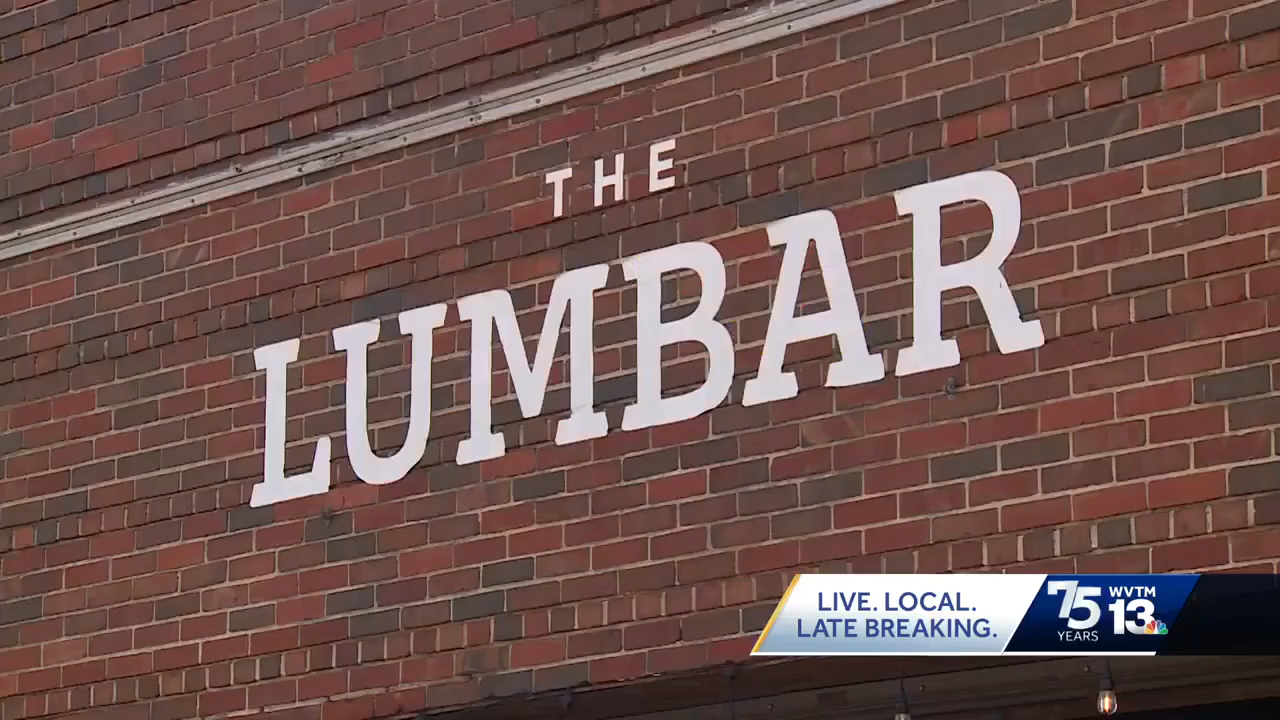 THE
LUMBAR
LIVE. LOCAL.
LATE BREAKING.
75
YEARS
WVTM
13